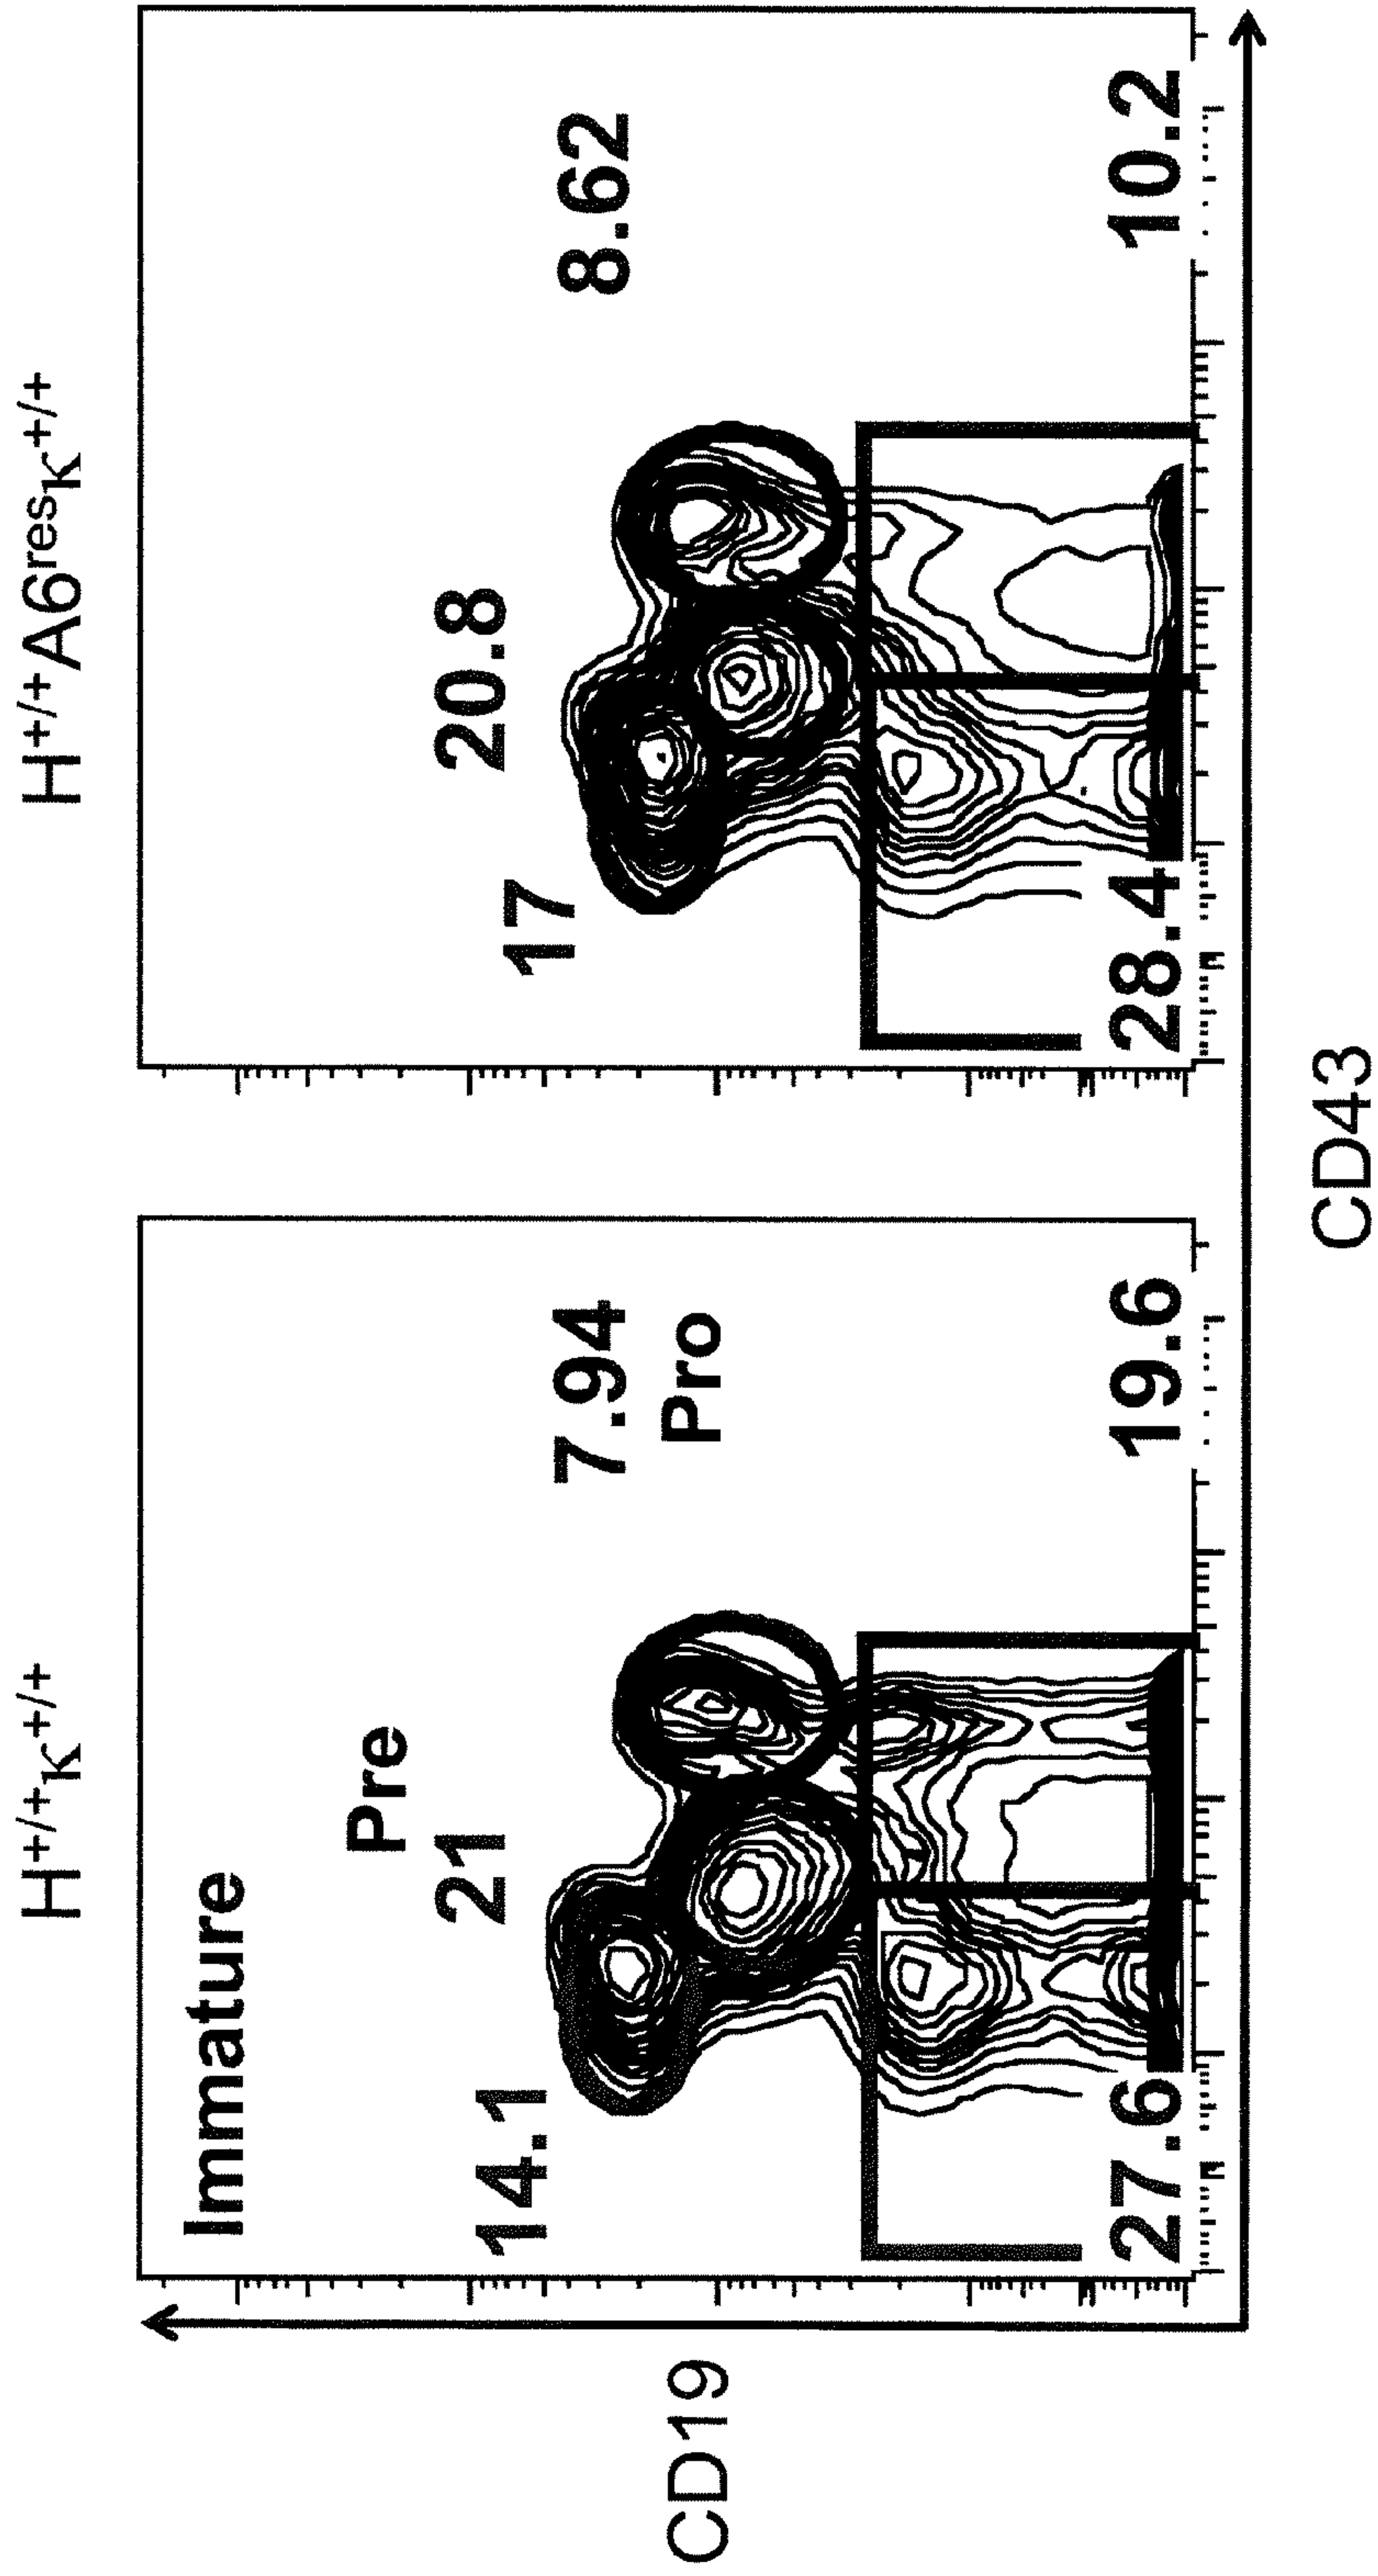 H+/+κ+/+
H+/+A6resκ+/+
Immature
Pre
14.1
21
7.94
Pro
27.6
19.6
17
20.8
8.62
28.4
10.2
CD19
CD43